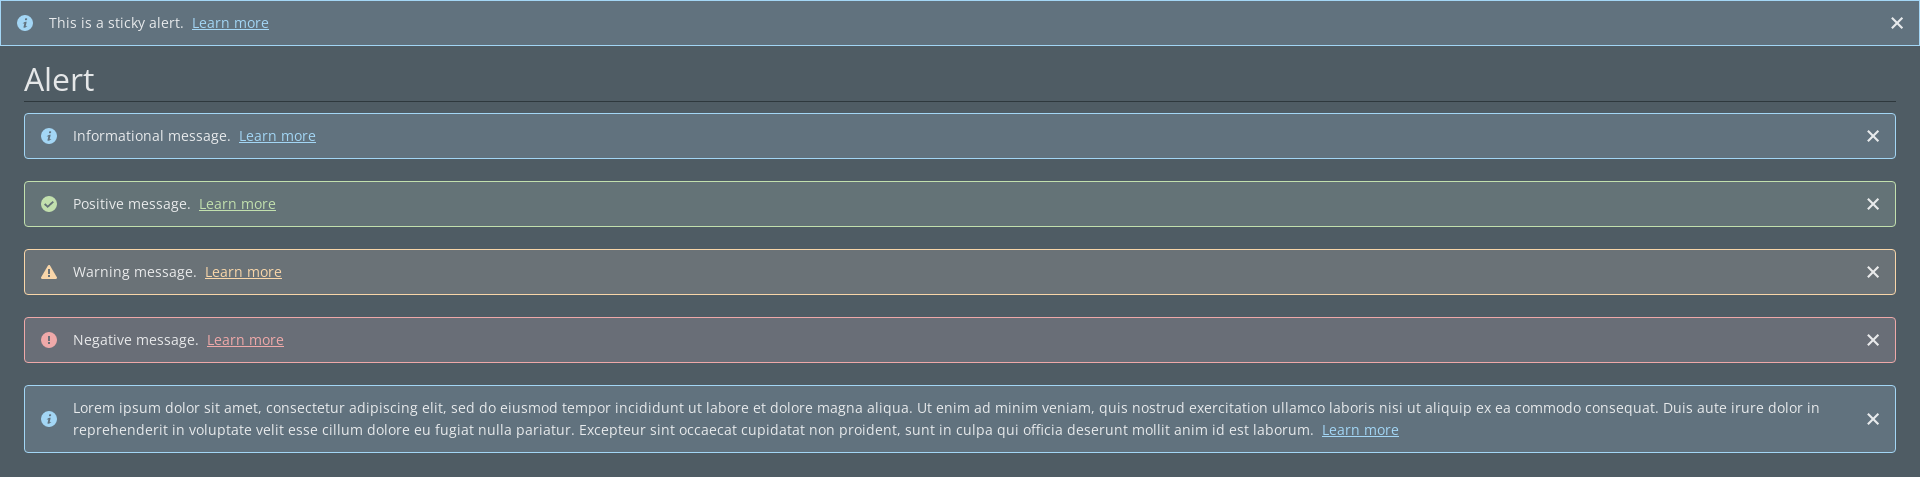 This is a sticky alert. Learn more
Alert
Informational message. Learn more
Positive message. Learn more
Warning message. Learn more
Negative message. Learn more
Lorem ipsum dolor sit amet, consectetur adipiscing elit, sed do eiusmod tempor incididunt ut labore et dolore magna aliqua. Ut enim ad minim veniam, quis nostrud exercitation ullamco laboris nisi ut aliquip ex ea commodo consequat. Duis aute irure dolor in
reprehenderit in voluptate velit esse cillum dolore eu fugiat nulla pariatur. Excepteur sint occaecat cupidatat non proident, sunt in culpa qui officia deserunt mollit anim id est laborum. Learn more